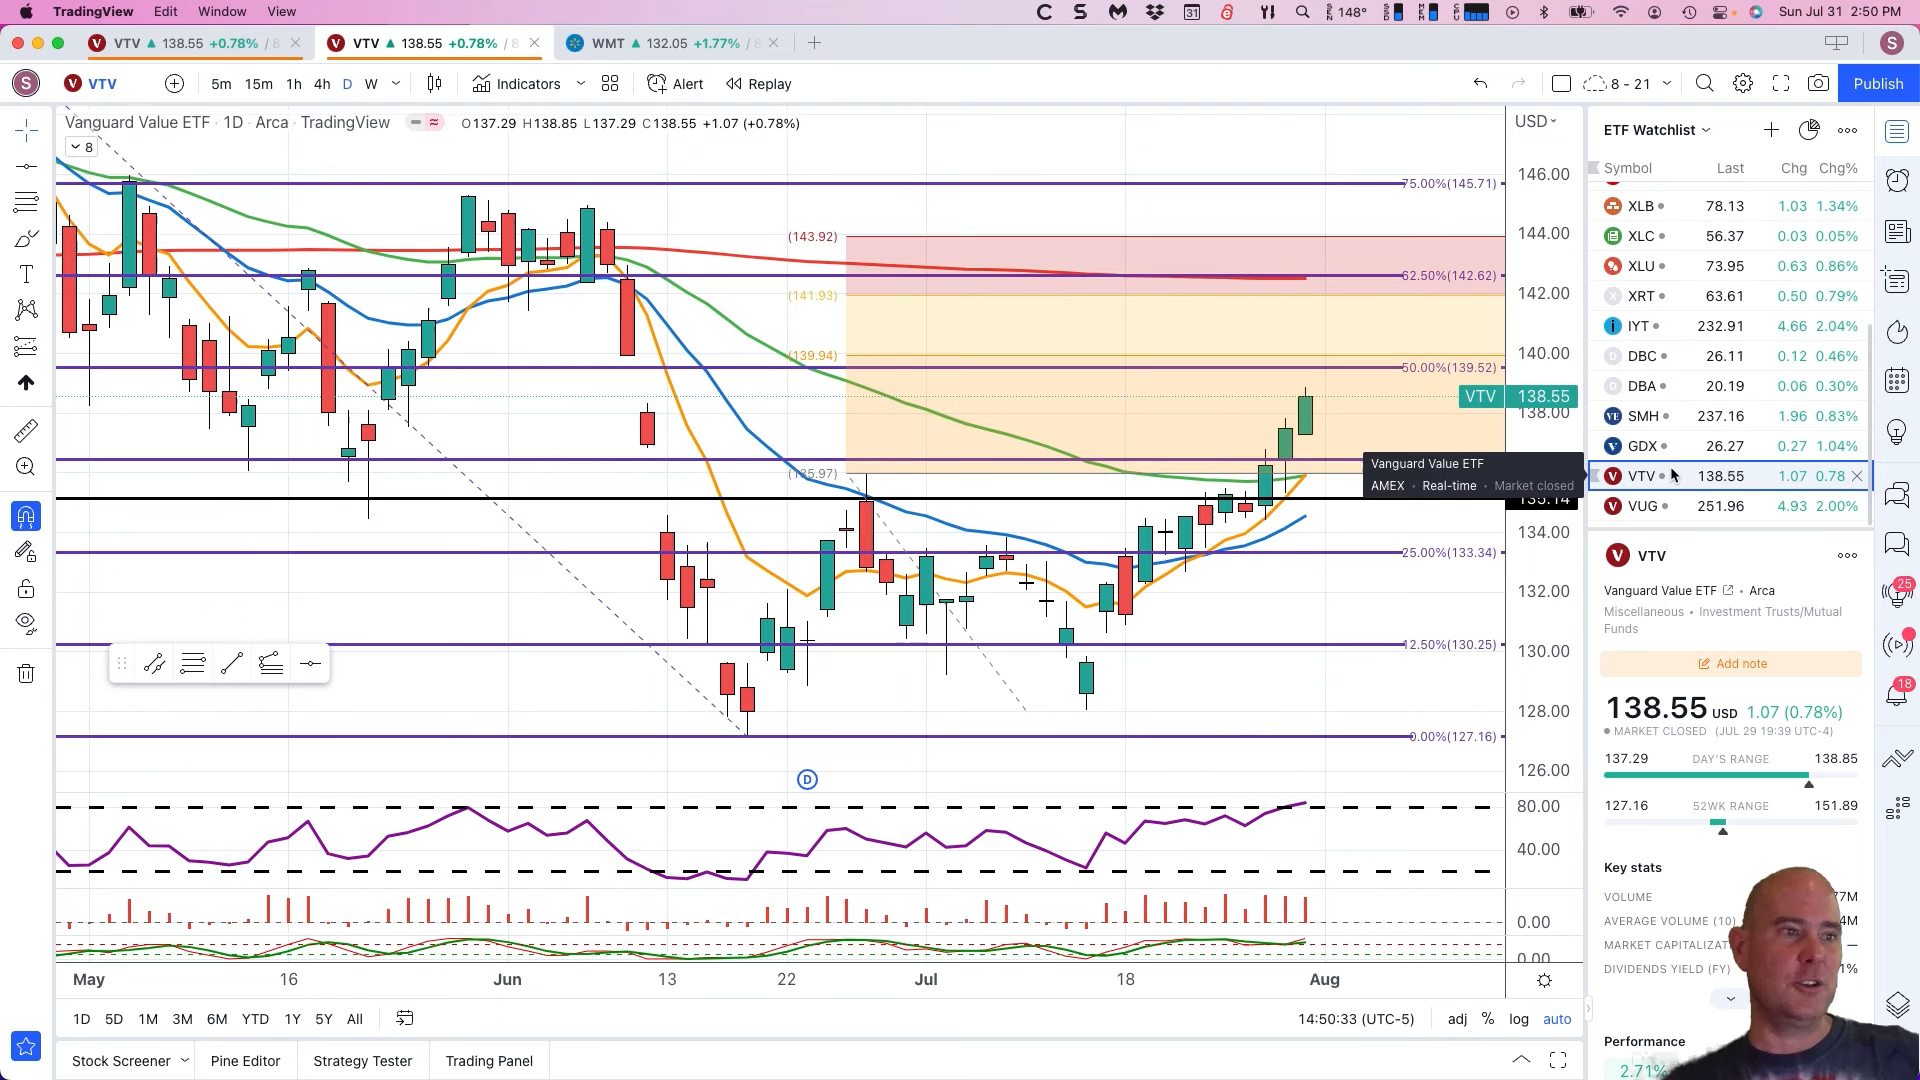 TradingView Edit Window View
31 148° Sun Jul 31 2:50 PM
VTV 138.55 +0.78% / 8
VTV 138.55 +0.78% / 8
WMT 132.05 +1.77% / 8
S
S VTV 5m 15m 1h 4h D W Indicators Alert Replay 8 - 21 Publish
Vanguard Value ETF · 1D · Arca · TradingView O137.29 H138.85 L137.29 C138.55 +1.07 (+0.78%)
8
USD
146.00
144.00
142.00
140.00
138.00
134.00
132.00
130.00
128.00
126.00
80.00
40.00
0.00
0.00
VTV 138.55
135.14
75.00%(145.71)
62.50%(142.62)
50.00%(139.52)
25.00%(133.34)
12.50%(130.25)
0.00%(127.16)
(143.92)
(141.93)
(139.94)
(135.97)
Vanguard Value ETF
AMEX · Real-time · Market closed
D
May 16 Jun 13 22 Jul 18 Aug
1D 5D 1M 3M 6M YTD 1Y 5Y All
14:50:33 (UTC-5) adj % log auto
Stock Screener Pine Editor Strategy Tester Trading Panel
ETF Watchlist
Symbol Last Chg Chg%
XLB 78.13 1.03 1.34%
XLC 56.37 0.03 0.05%
XLU 73.95 0.63 0.86%
XRT 63.61 0.50 0.79%
IYT 232.91 4.66 2.04%
DBC 26.11 0.12 0.46%
DBA 20.19 0.06 0.30%
SMH 237.16 1.96 0.83%
GDX 26.27 0.27 1.04%
VTV 138.55 1.07 0.78
VUG 251.96 4.93 2.00%
VTV
Vanguard Value ETF • Arca
Miscellaneous • Investment Trusts/Mutual
Funds
Add note
138.55 USD 1.07 (0.78%)
MARKET CLOSED (JUL 29 19:39 UTC-4)
137.29 DAY'S RANGE 138.85
127.16 52WK RANGE 151.89
Key stats
VOLUME 77M
AVERAGE VOLUME (10) 4M
MARKET CAPITALIZAT —
DIVIDENDS YIELD (FY) 1%
Performance
2.71%
25
18